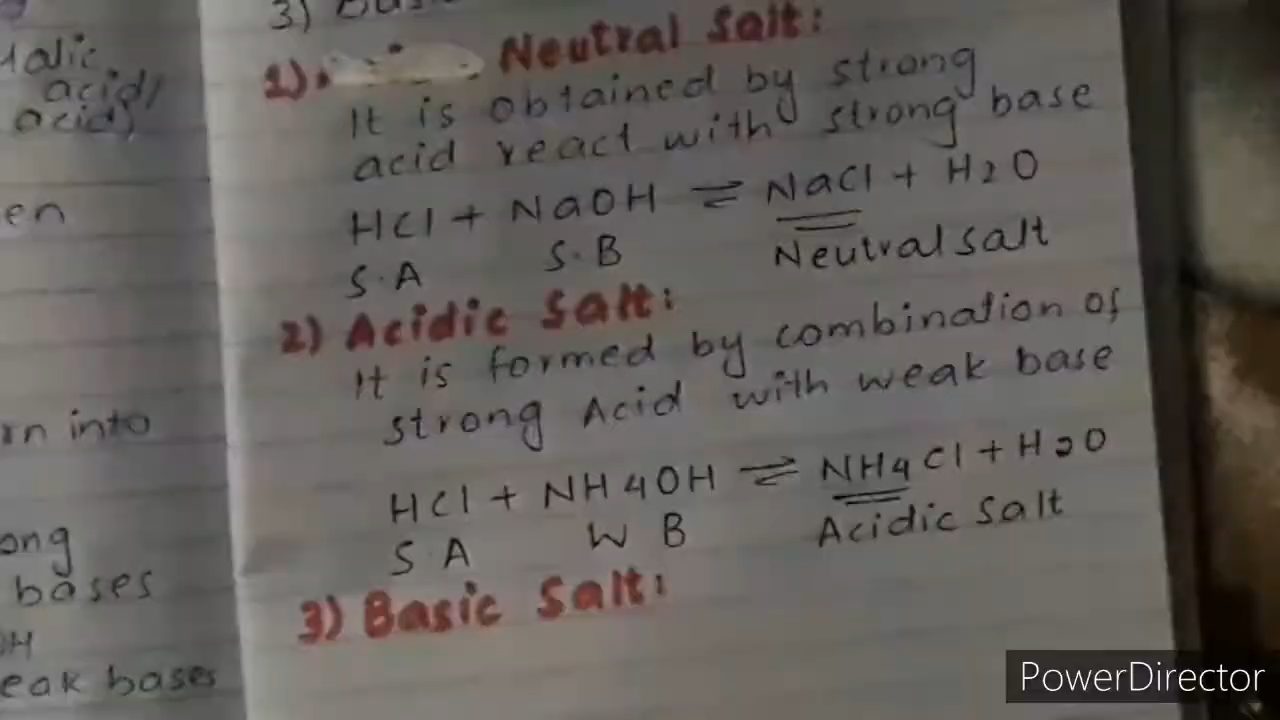 3) Bas
1). Neutral Salt:
It is obtained by strong
acid react with strong base
HCl + NaOH ⇌ NaCl + H2O
S.A S.B Neutral salt
2) Acidic Salt:
It is formed by combination of
strong Acid with weak base
HCl + NH4OH ⇌ NH4Cl + H2O
S A W B Acidic Salt
3) Basic Salt:
acid/
acid)
en
into
bases
bases
PowerDirector